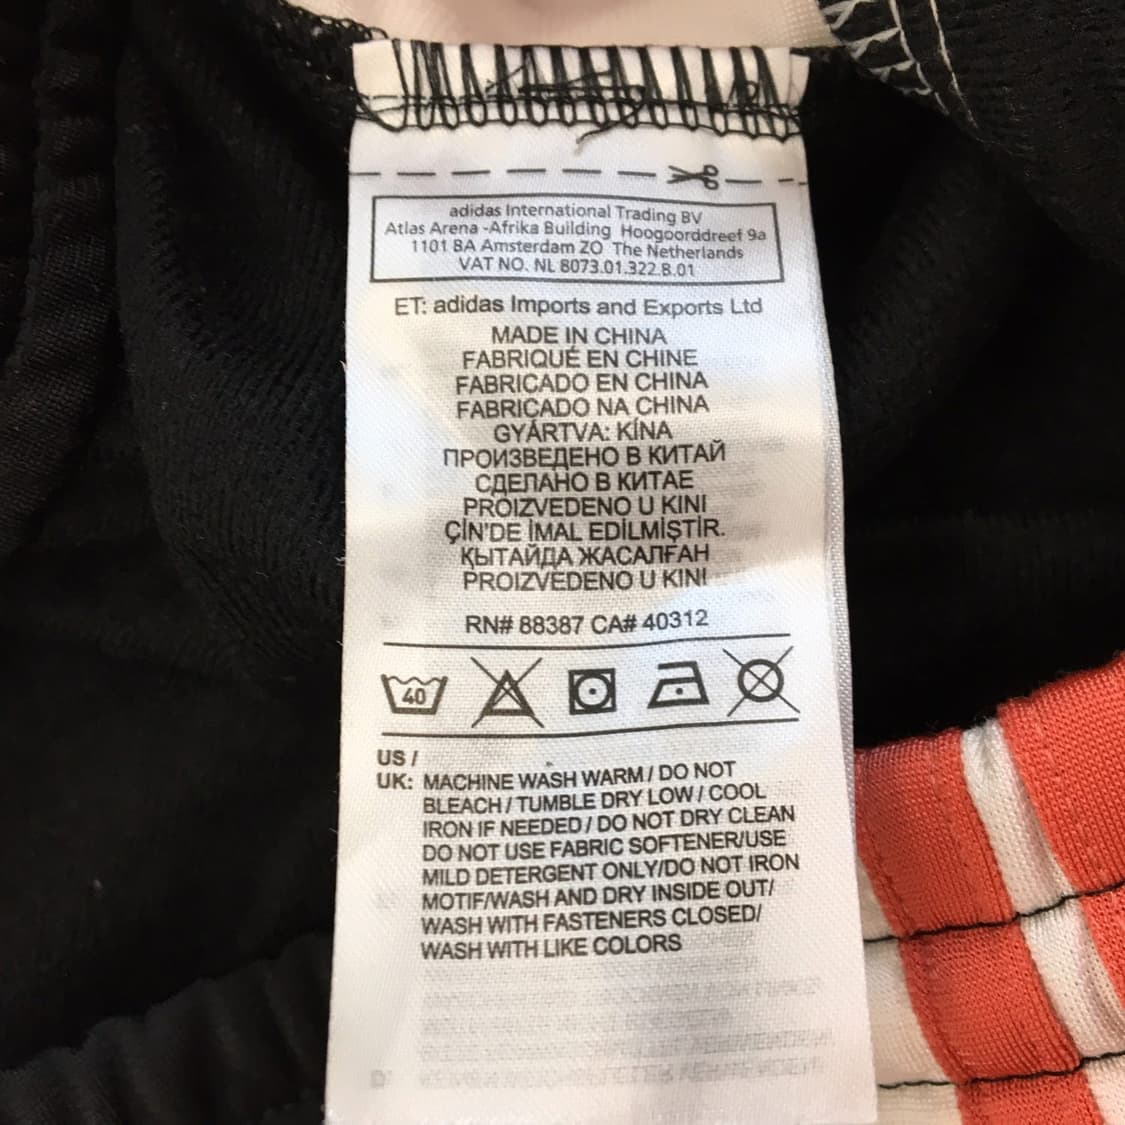 adidas International Trading BV
Atlas Arena -Afrika Building Hoogoorddreef 9a
1101 BA Amsterdam ZO The Netherlands
VAT NO. NL 8073.01.322.B.01
ET: adidas Imports and Exports Ltd
MADE IN CHINA
FABRIQUÉ EN CHINE
FABRICADO EN CHINA
FABRICADO NA CHINA
GYÁRTVA: KÍNA
ПРОИЗВЕДЕНО В КИТАЙ
СДЕЛАНО В КИТАЕ
PROIZVEDENO U KINI
ÇİN'DE İMAL EDİLMİŞTİR.
ҚЫТАЙДА ЖАСАЛҒАН
PROIZVEDENO U KINI
RN# 88387 CA# 40312
40
US /
UK: MACHINE WASH WARM / DO NOT
BLEACH / TUMBLE DRY LOW / COOL
IRON IF NEEDED / DO NOT DRY CLEAN
DO NOT USE FABRIC SOFTENER/USE
MILD DETERGENT ONLY/DO NOT IRON
MOTIF/WASH AND DRY INSIDE OUT/
WASH WITH FASTENERS CLOSED/
WASH WITH LIKE COLORS